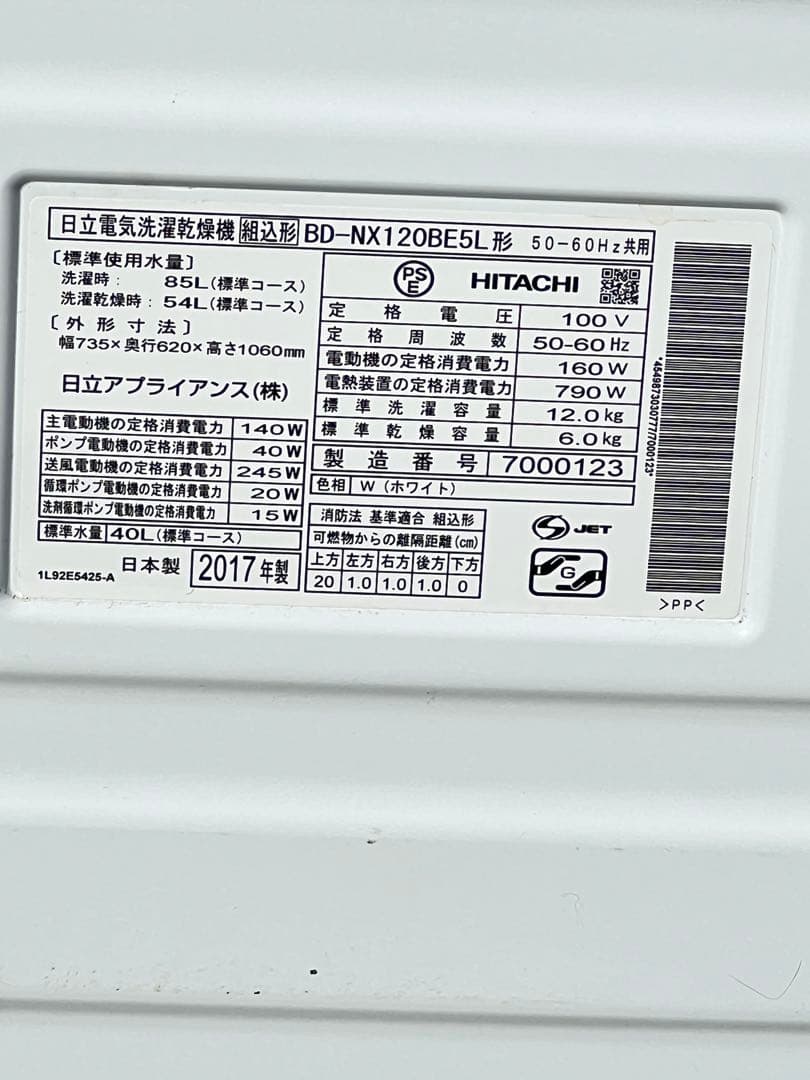 日立電気洗濯乾燥機 組込形 BD-NX120BE5L形 50-60Hz共用
〔標準使用水量〕
洗濯時： 85L(標準コース)
洗濯乾燥時： 54L(標準コース)
〔外形寸法〕
幅735×奥行620×高さ1060mm
日立アプライアンス(株)
主電動機の定格消費電力 140W
ポンプ電動機の定格消費電力 40W
送風電動機の定格消費電力 245W
循環ポンプ電動機の定格消費電力 20W
洗剤循環ポンプ電動機の定格消費電力 15W
標準水量 40L(標準コース)
1L92E5425-A
日本製 2017年製
PSE HITACHI
定格電圧 100V
定格周波数 50-60Hz
電動機の定格消費電力 160W
電熱装置の定格消費電力 790W
標準洗濯容量 12.0kg
標準乾燥容量 6.0kg
製造番号 7000123
色相 W(ホワイト)
消防法 基準適合 組込形
可燃物からの離隔距離(cm)
上方 左方 右方 後方 下方
20 1.0 1.0 1.0 0
S JET
G
*4549873030777000123*
>PP<